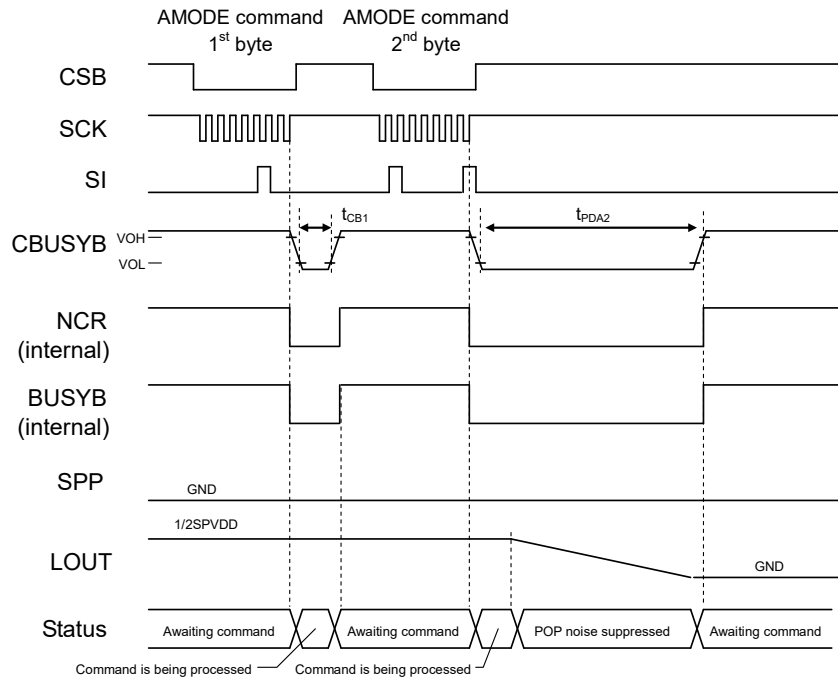 AMODE command
1st byte
AMODE command
2nd byte
CSB
SCK
SI
tCB1
tPDA2
CBUSYB
VOH
VOL
NCR
(internal)
BUSYB
(internal)
SPP
GND
1/2SPVDD
LOUT
GND
Status
Awaiting command
Awaiting command
POP noise suppressed
Awaiting command
Command is being processed
Command is being processed